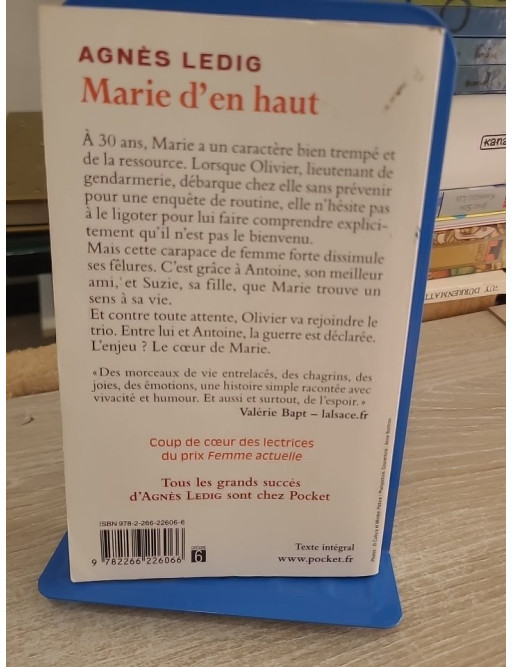 AGNÈS LEDIG
Marie d'en haut
À 30 ans, Marie a un caractère bien trempé et
de la ressource. Lorsque Olivier, lieutenant de
gendarmerie, débarque chez elle sans prévenir
pour une enquête de routine, elle n'hésite pas
à le ligoter pour lui faire comprendre explici-
tement qu'il n'est pas le bienvenu.
Mais cette carapace de femme forte dissimule
ses fêlures. C'est grâce à Antoine, son meilleur
ami, et Suzie, sa fille, que Marie trouve un
sens à sa vie.
Et contre toute attente, Olivier va rejoindre le
trio. Entre lui et Antoine, la guerre est déclarée.
L'enjeu ? Le cœur de Marie.
« Des morceaux de vie entrelacés, des chagrins, des
joies, des émotions, une histoire simple racontée avec
vivacité et humour. Et aussi et surtout, de l'espoir. »
Valérie Bapt – lalsace.fr
Coup de cœur des lectrices
du prix Femme actuelle
Tous les grands succès
d'AGNÈS LEDIG sont chez Pocket
ISBN 978-2-266-22606-6
9 782266 226066
6
Texte intégral
www.pocket.fr
Kana
DÜRRENMATT